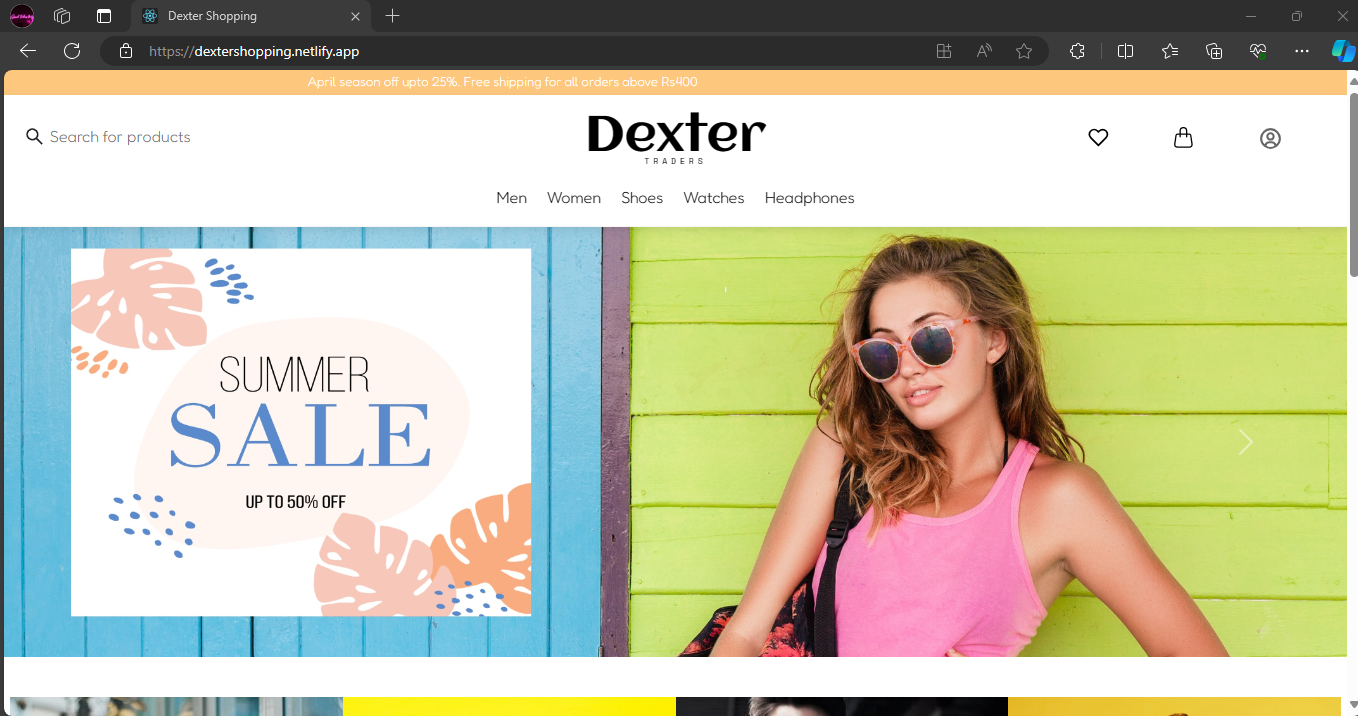 Dexter Shopping
https://dextershopping.netlify.app
April season off upto 25%. Free shipping for all orders above Rs400
Search for products
Dexter
TRADERS
Men Women Shoes Watches Headphones
SUMMER
SALE
UP TO 50% OFF